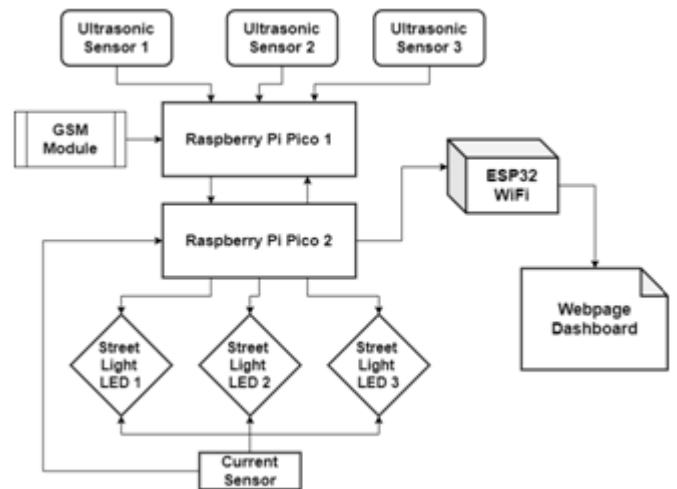 Ultrasonic
Sensor 1
Ultrasonic
Sensor 2
Ultrasonic
Sensor 3
GSM
Module
Raspberry Pi Pico 1
ESP32
WiFi
Raspberry Pi Pico 2
Webpage
Dashboard
Street
Light
LED 1
Street
Light
LED 2
Street
Light
LED 3
Current
Sensor